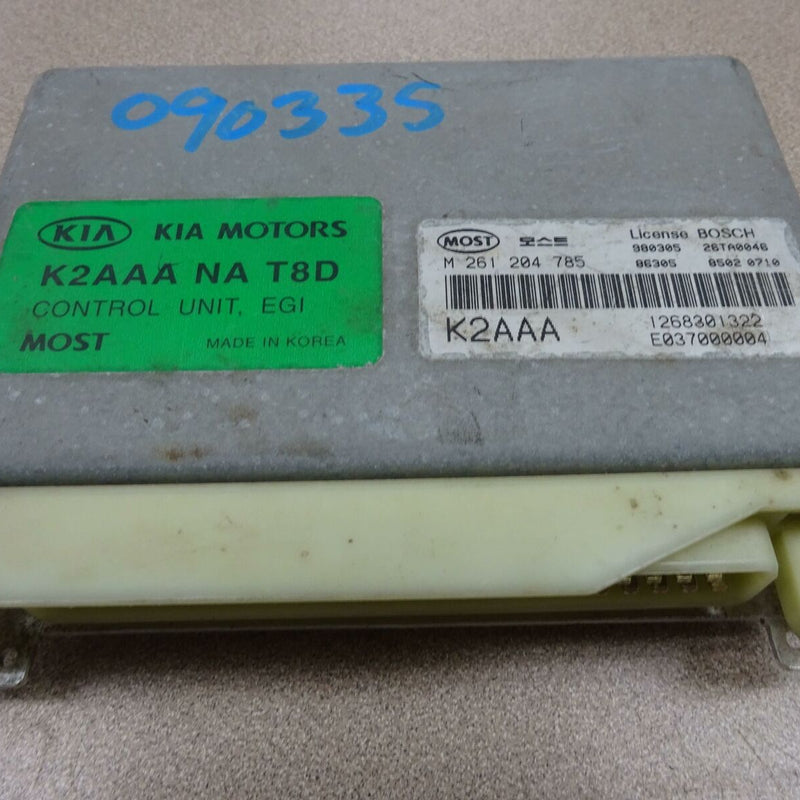 090335
KIA KIA MOTORS
K2AAA NA T8D
CONTROL UNIT, EGI
MOST MADE IN KOREA
MOST 모스트 License BOSCH
980305 26TA0046
M 261 204 785 86305 8502 0710
K2AAA 1268301322
E037000004